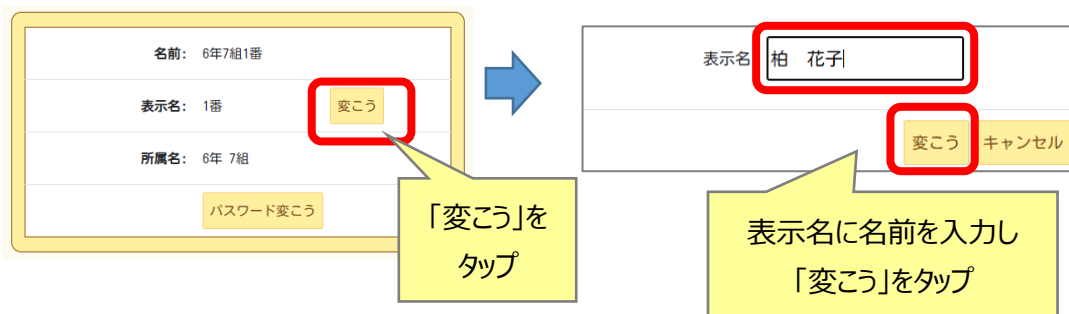 名前： 6年7組1番
表示名： 1番 変こう
所属名： 6年 7組
パスワード変こう
「変こう」を
タップ
表示名 柏　花子
変こう キャンセル
表示名に名前を入力し
「変こう」をタップ